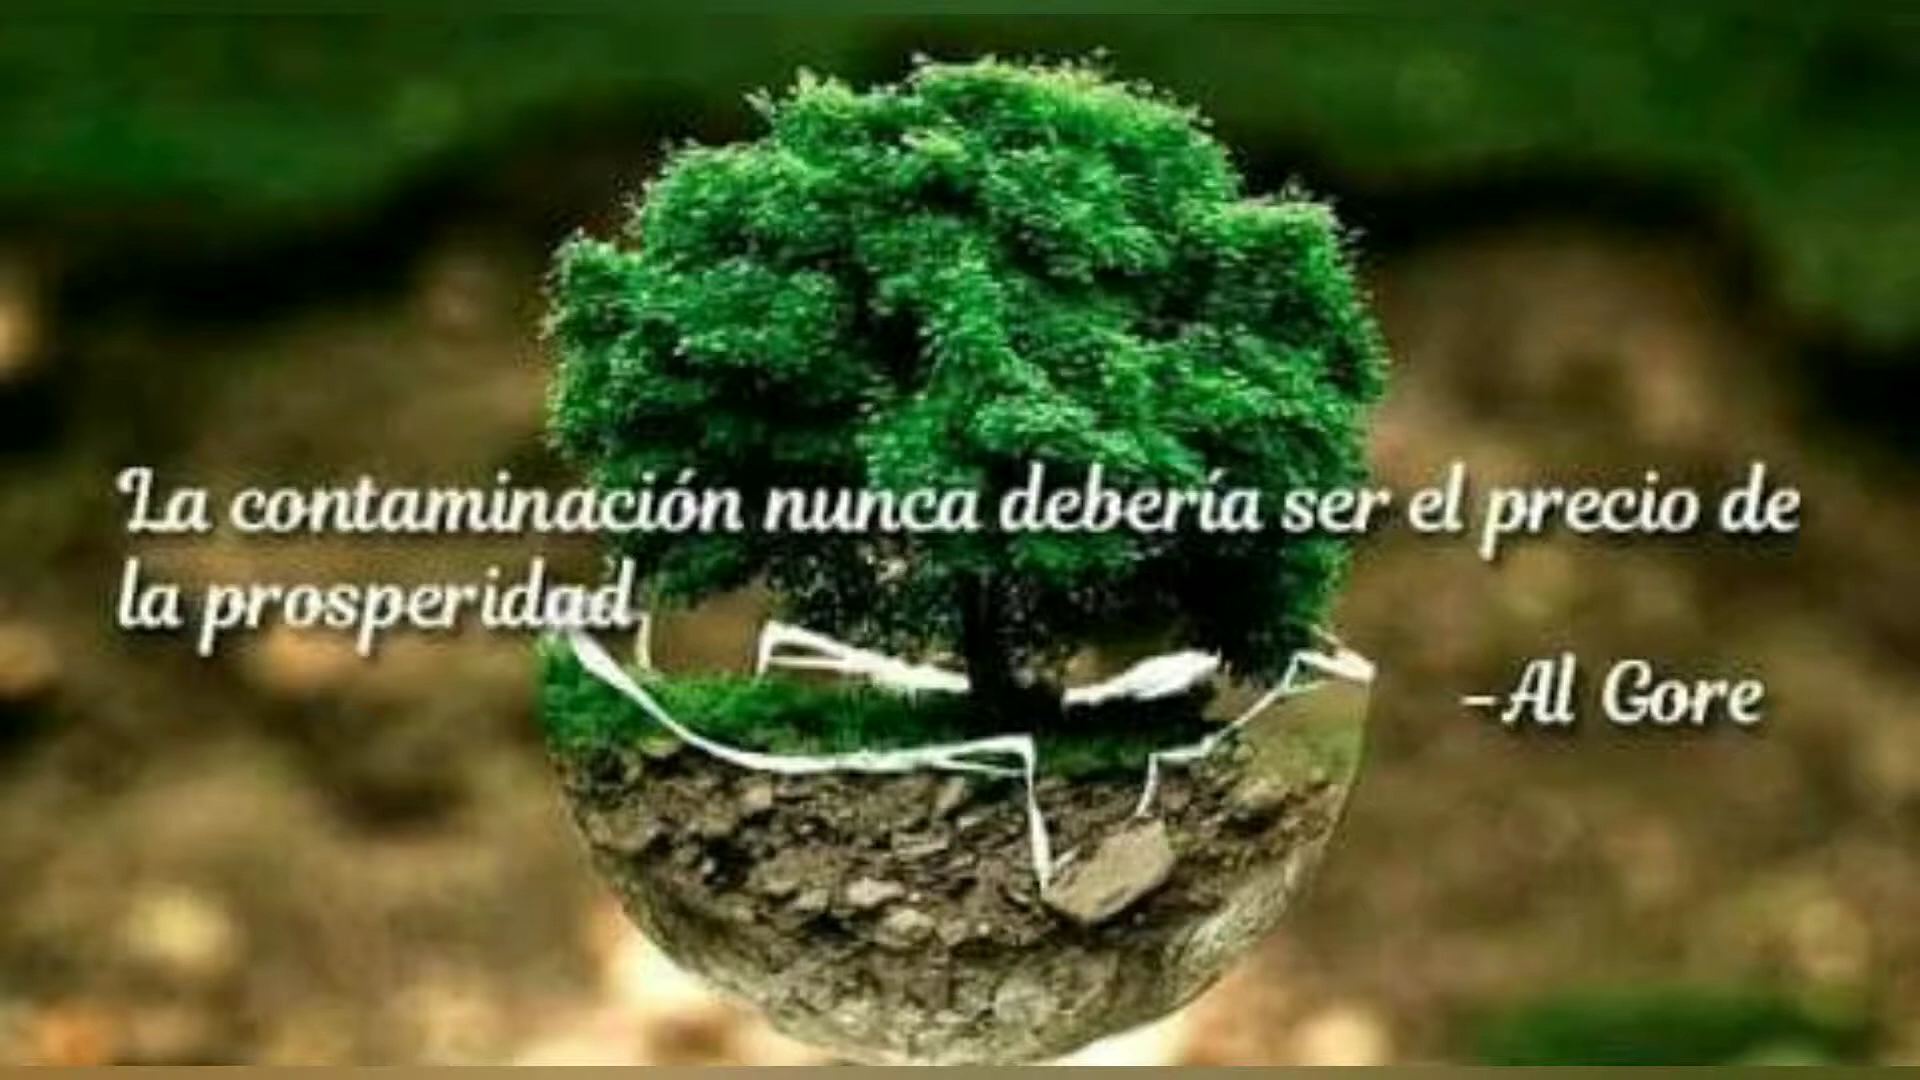 La contaminación nunca debería ser el precio de
la prosperidad.
-Al Gore